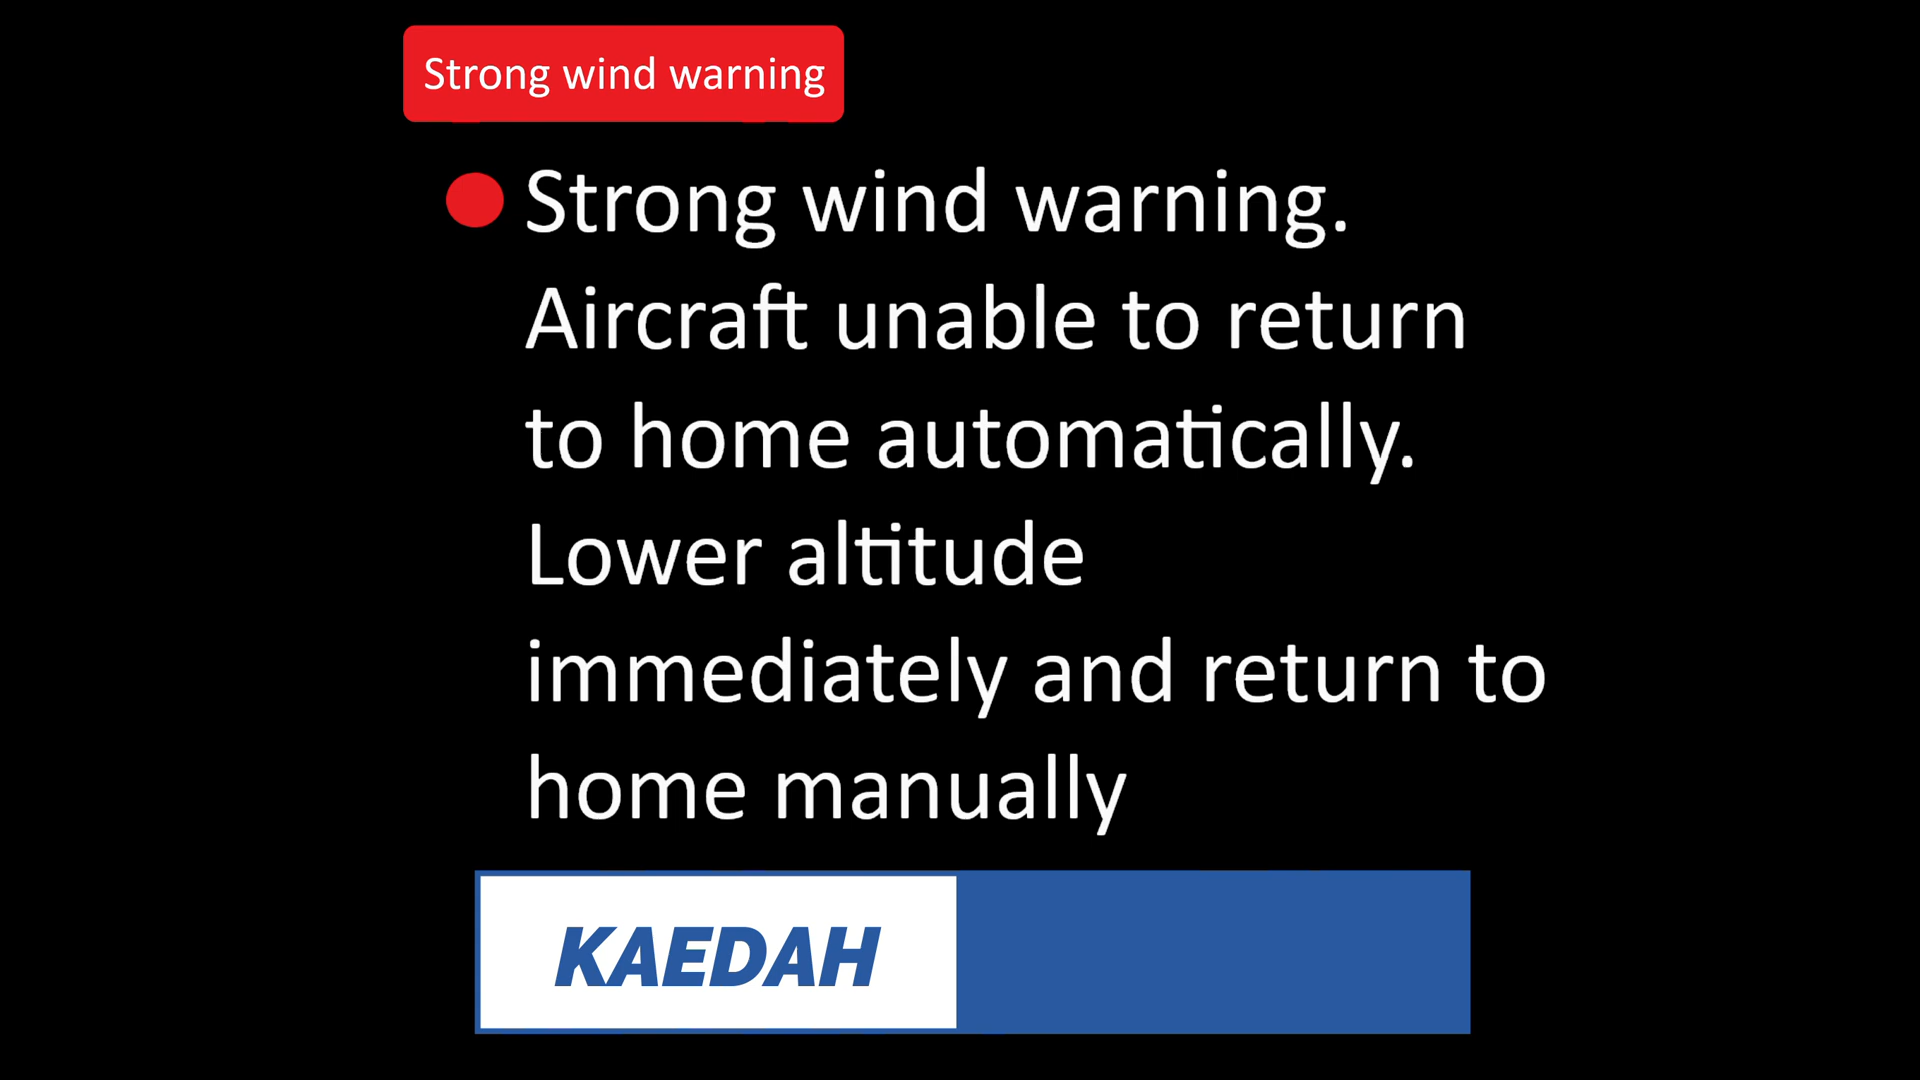 Strong wind warning
Strong wind warning.
Aircraft unable to return
to home automatically.
Lower altitude
immediately and return to
home manually
KAEDAH